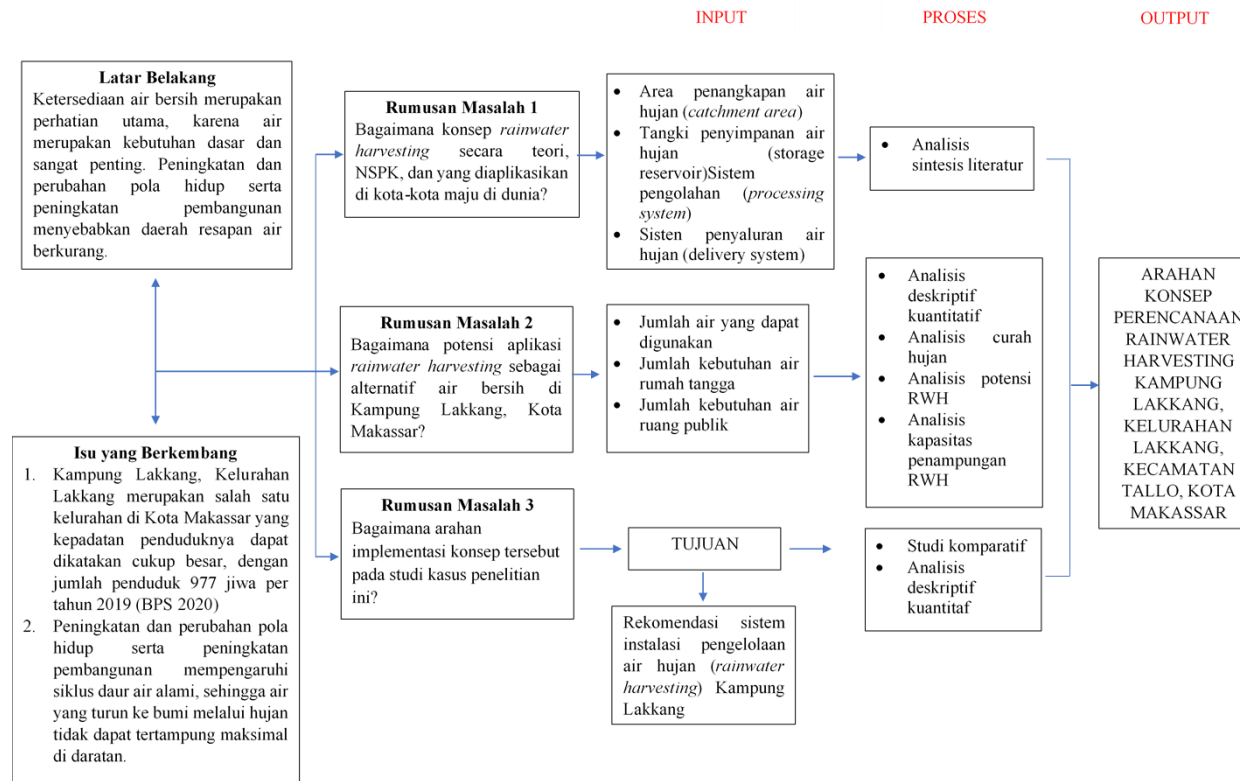 INPUT
PROSES
OUTPUT
Latar Belakang
Ketersediaan air bersih merupakan
perhatian utama, karena air
merupakan kebutuhan dasar dan
sangat penting. Peningkatan dan
perubahan pola hidup serta
peningkatan pembangunan
menyebabkan daerah resapan air
berkurang.
Isu yang Berkembang
1. Kampung Lakkang, Kelurahan
Lakkang merupakan salah satu
kelurahan di Kota Makassar yang
kepadatan penduduknya dapat
dikatakan cukup besar, dengan
jumlah penduduk 977 jiwa per
tahun 2019 (BPS 2020)
2. Peningkatan dan perubahan pola
hidup serta peningkatan
pembangunan mempengaruhi
siklus daur air alami, sehingga air
yang turun ke bumi melalui hujan
tidak dapat tertampung maksimal
di daratan.
Rumusan Masalah 1
Bagaimana konsep rainwater
harvesting secara teori,
NSPK, dan yang diaplikasikan
di kota-kota maju di dunia?
• Area penangkapan air
hujan (catchment area)
• Tangki penyimpanan air
hujan (storage
reservoir)Sistem
pengolahan (processing
system)
• Sisten penyaluran air
hujan (delivery system)
• Analisis
sintesis literatur
Rumusan Masalah 2
Bagaimana potensi aplikasi
rainwater harvesting sebagai
alternatif air bersih di
Kampung Lakkang, Kota
Makassar?
• Jumlah air yang dapat
digunakan
• Jumlah kebutuhan air
rumah tangga
• Jumlah kebutuhan air
ruang publik
• Analisis
deskriptif
kuantitatif
• Analisis curah
hujan
• Analisis potensi
RWH
• Analisis
kapasitas
penampungan
RWH
Rumusan Masalah 3
Bagaimana arahan
implementasi konsep tersebut
pada studi kasus penelitian
ini?
TUJUAN
Rekomendasi sistem
instalasi pengelolaan
air hujan (rainwater
harvesting) Kampung
Lakkang
• Studi komparatif
• Analisis
deskriptif
kuantitaf
ARAHAN
KONSEP
PERENCANAAN
RAINWATER
HARVESTING
KAMPUNG
LAKKANG,
KELURAHAN
LAKKANG,
KECAMATAN
TALLO, KOTA
MAKASSAR